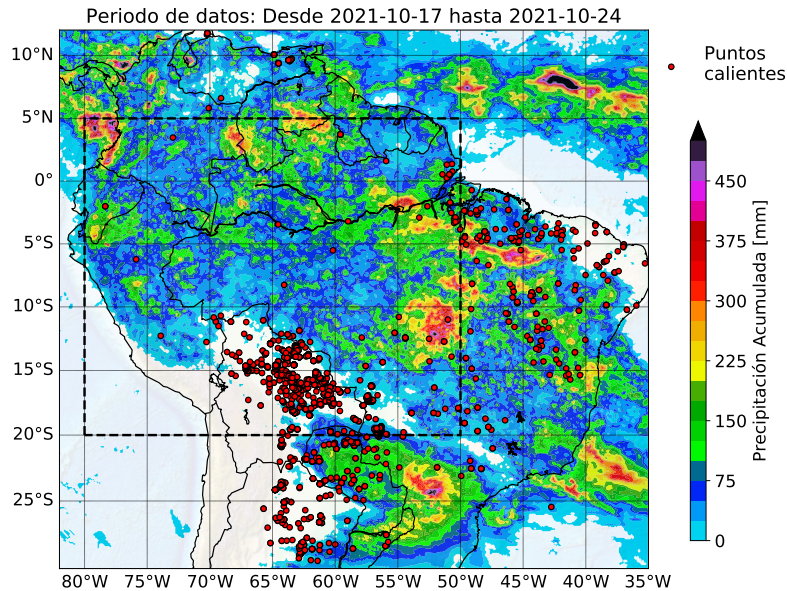 Periodo de datos: Desde 2021-10-17 hasta 2021-10-24
Puntos
calientes
10°N
5°N
0°
5°S
10°S
15°S
20°S
25°S
80°W 75°W 70°W 65°W 60°W 55°W 50°W 45°W 40°W 35°W
450
375
300
225
150
75
0
Precipitación Acumulada [mm]